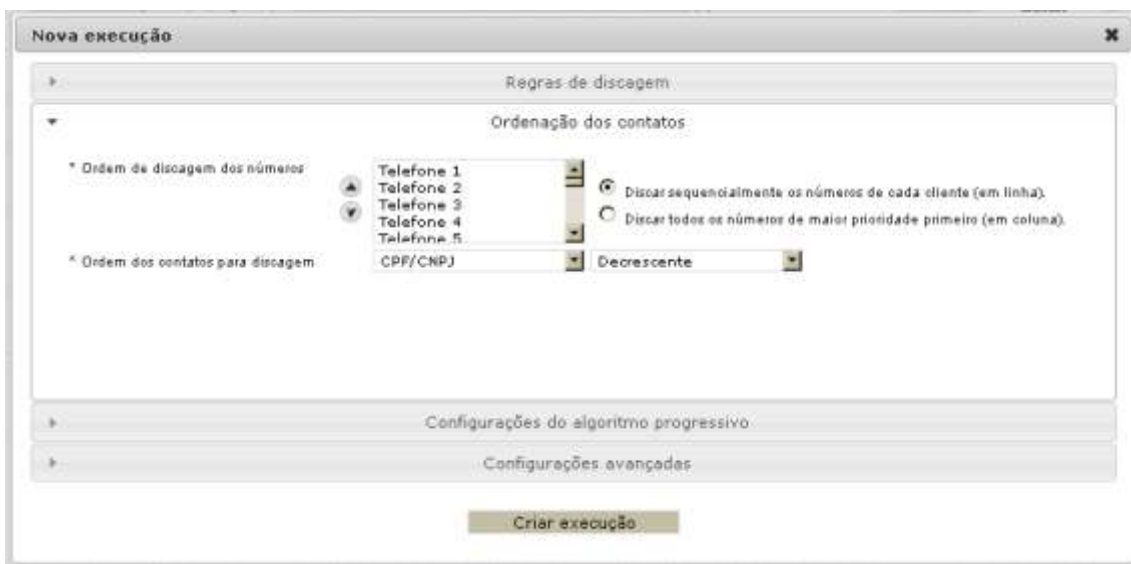 Nova execução
Regras de discagem
Ordenação dos contatos
* Ordem de discagem dos números
Telefone 1
Telefone 2
Telefone 3
Telefone 4
Telefone 5
Discar sequencialmente os números de cada cliente (em linha).
Discar todos os números de maior prioridade primeiro (em coluna).
* Ordem dos contatos para discagem
CPF/CNPJ
Decrescente
Configurações do algoritmo progressivo
Configurações avançadas
Criar execução